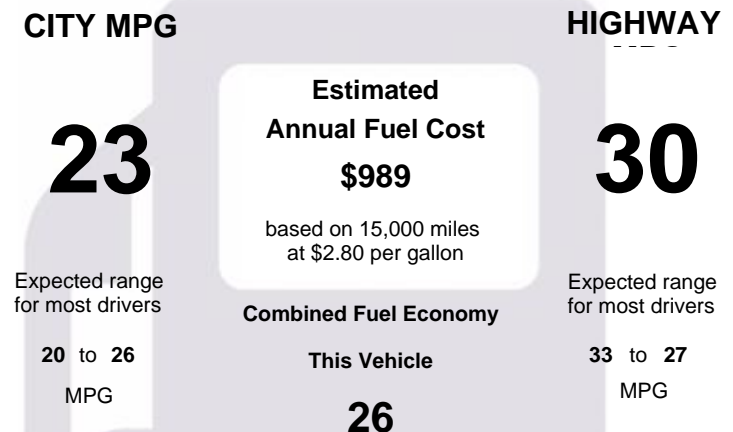 CITY MPG
23
Expected range
for most drivers
20 to 26
MPG
Estimated
Annual Fuel Cost
$989
based on 15,000 miles
at $2.80 per gallon
Combined Fuel Economy
This Vehicle
26
HIGHWAY
30
Expected range
for most drivers
33 to 27
MPG